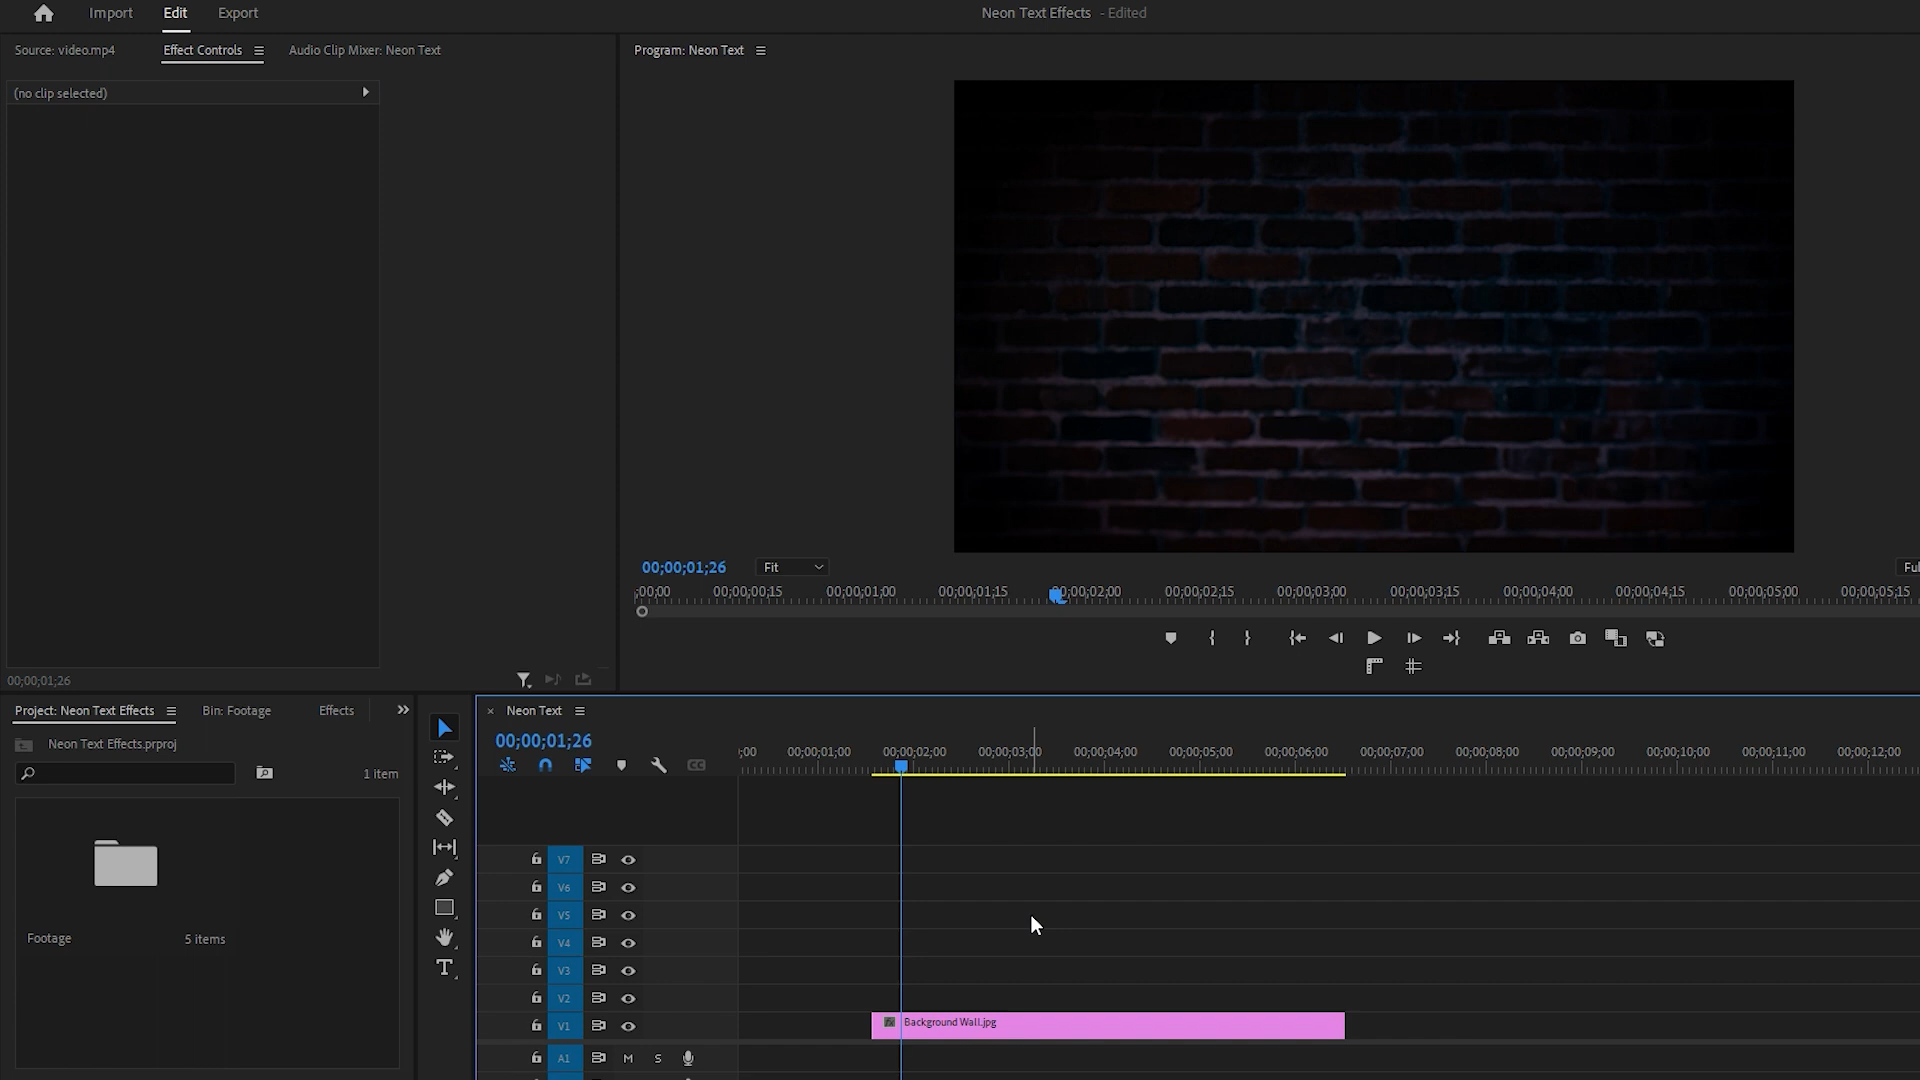 Import Edit Export Neon Text Effects - Edited
Source: video.mp4 Effect Controls Audio Clip Mixer: Neon Text Program: Neon Text
(no clip selected)
00;00;01;26 Fit
;00;00 00;00;00;15 00;00;01;00 00;00;01;15 00;00;02;00 00;00;02;15 00;00;03;00 00;00;03;15 00;00;04;00 00;00;04;15 00;00;05;00 00;00;05;15
00;00;01;26
Project: Neon Text Effects Bin: Footage Effects
Neon Text Effects.prproj
1 item
Footage 5 items
Neon Text
00;00;01;26
;00 00;00;01;00 00;00;02;00 00;00;03;00 00;00;04;00 00;00;05;00 00;00;06;00 00;00;07;00 00;00;08;00 00;00;09;00 00;00;10;00 00;00;11;00 00;00;12;00
CC
V7
V6
V5
V4
V3
V2
V1 Background Wall.jpg
A1 M S